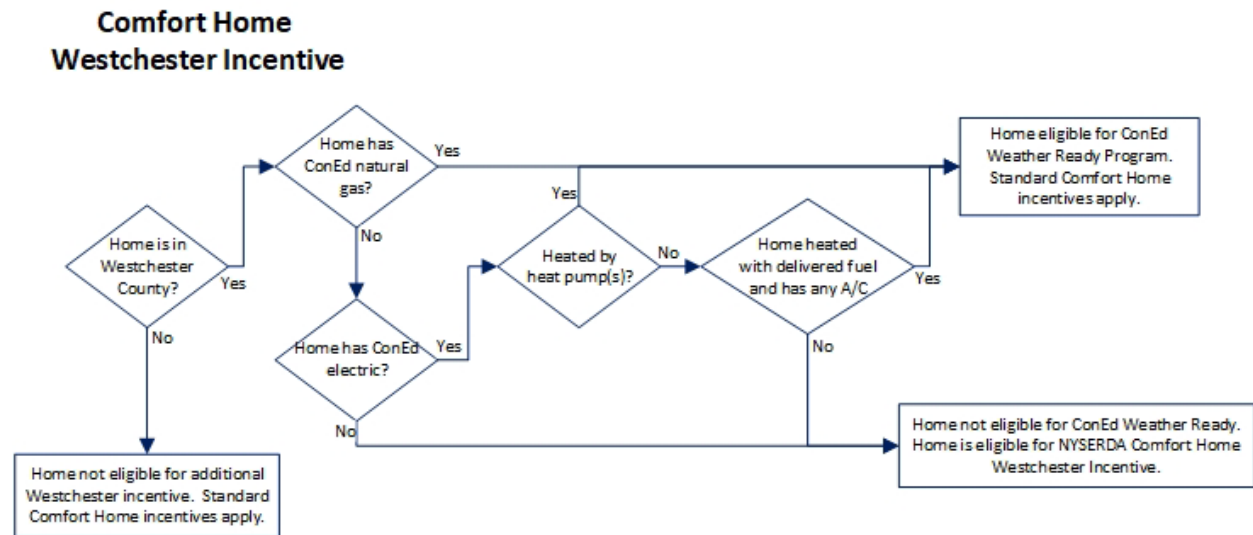 Comfort Home
Westchester Incentive
Home has
ConEd natural
gas?
Yes
Home eligible for ConEd
Weather Ready Program.
Standard Comfort Home
incentives apply.
Yes
No
Home is in
Westchester
County?
Yes
Heated by
heat pump(s)?
No
Home heated
with delivered fuel
and has any A/C
Yes
No
Home has ConEd
electric?
Yes
No
No
Home not eligible for ConEd Weather Ready.
Home is eligible for NYSERDA Comfort Home
Westchester Incentive.
Home not eligible for additional
Westchester incentive. Standard
Comfort Home incentives apply.